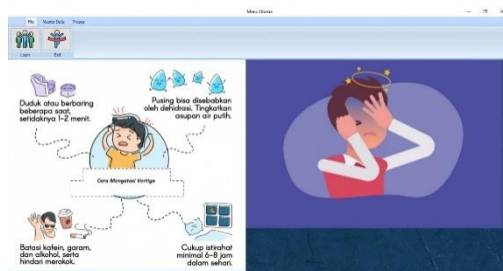 Menu Utama
File Master Data Proses
Login Exit
Duduk atau berbaring
beberapa saat,
setidaknya 1-2 menit.
Pusing bisa disebabkan
oleh dehidrasi. Tingkatkan
asupan air putih.
Cara Mengatasi Vertigo
Batasi kafein, garam,
dan alkohol, serta
hindari merokok.
Cukup istirahat
minimal 6-8 jam
dalam sehari.